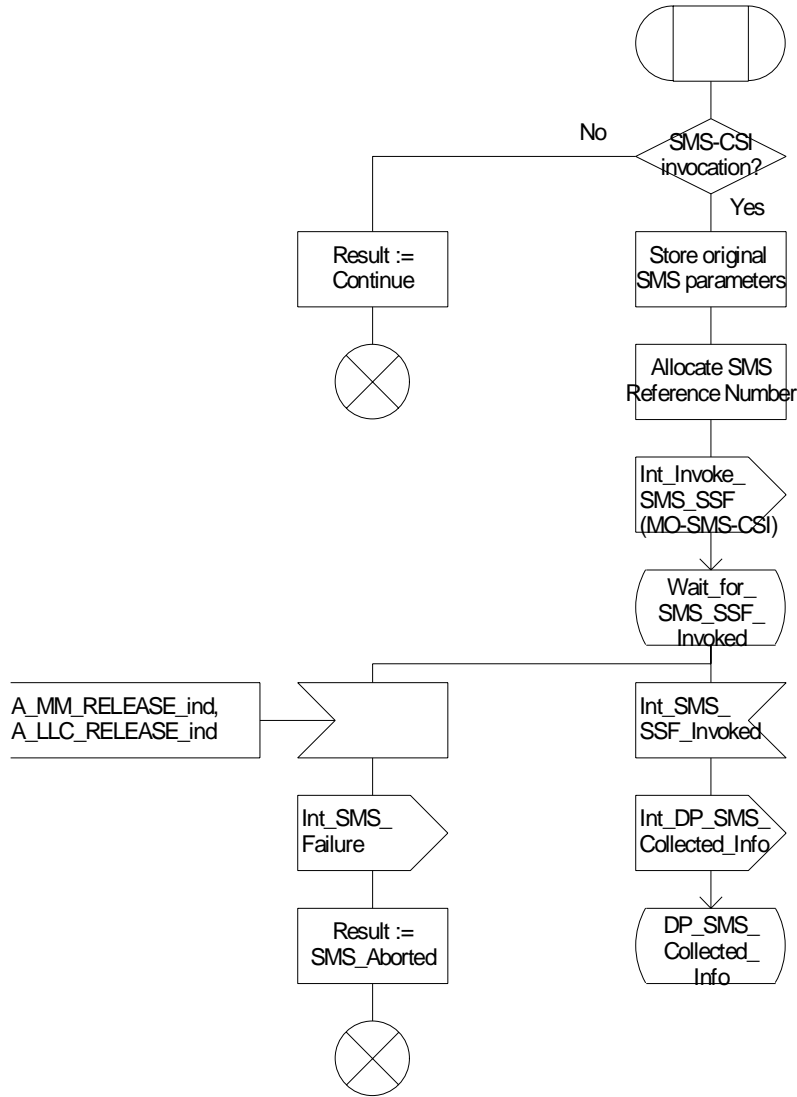 No
SMS-CSI
invocation?
Yes
Result :=
Continue
Store original
SMS parameters
Allocate SMS
Reference Number
Int_Invoke_
SMS_SSF
(MO-SMS-CSI)
Wait_for_
SMS_SSF_
Invoked
A_MM_RELEASE_ind,
A_LLC_RELEASE_ind
Int_SMS_
SSF_Invoked
Int_SMS_
Failure
Int_DP_SMS_
Collected_Info
Result :=
SMS_Aborted
DP_SMS_
Collected_
Info